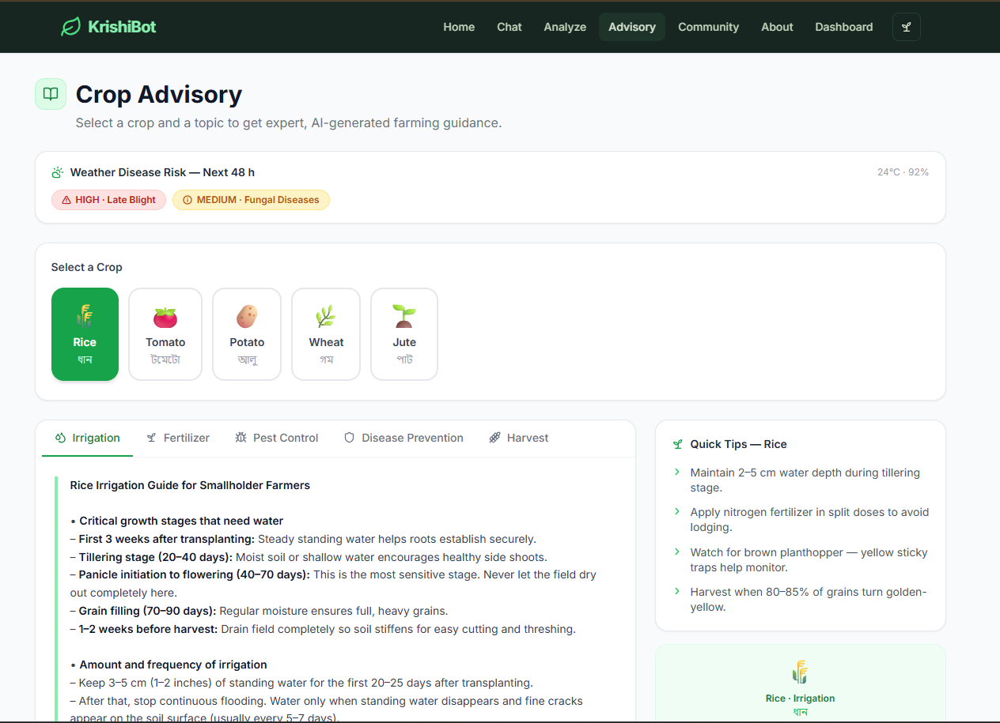 KrishiBot
Home
Chat
Analyze
Advisory
Community
About
Dashboard
Crop Advisory
Select a crop and a topic to get expert, AI-generated farming guidance.
Weather Disease Risk — Next 48 h
24°C · 92%
HIGH · Late Blight
MEDIUM · Fungal Diseases
Select a Crop
Rice
ধান
Tomato
টমেটো
Potato
আলু
Wheat
গম
Jute
পাট
Irrigation
Fertilizer
Pest Control
Disease Prevention
Harvest
Rice Irrigation Guide for Smallholder Farmers
• Critical growth stages that need water
– First 3 weeks after transplanting: Steady standing water helps roots establish securely.
– Tillering stage (20–40 days): Moist soil or shallow water encourages healthy side shoots.
– Panicle initiation to flowering (40–70 days): This is the most sensitive stage. Never let the field dry
out completely here.
– Grain filling (70–90 days): Regular moisture ensures full, heavy grains.
– 1–2 weeks before harvest: Drain field completely so soil stiffens for easy cutting and threshing.
• Amount and frequency of irrigation
– Keep 3–5 cm (1–2 inches) of standing water for the first 20–25 days after transplanting.
– After that, stop continuous flooding. Water only when standing water disappears and fine cracks
appear on the soil surface (usually every 5–7 days).
Quick Tips — Rice
Maintain 2–5 cm water depth during tillering
stage.
Apply nitrogen fertilizer in split doses to avoid
lodging.
Watch for brown planthopper — yellow sticky
traps help monitor.
Harvest when 80–85% of grains turn golden-
yellow.
Rice · Irrigation
ধান